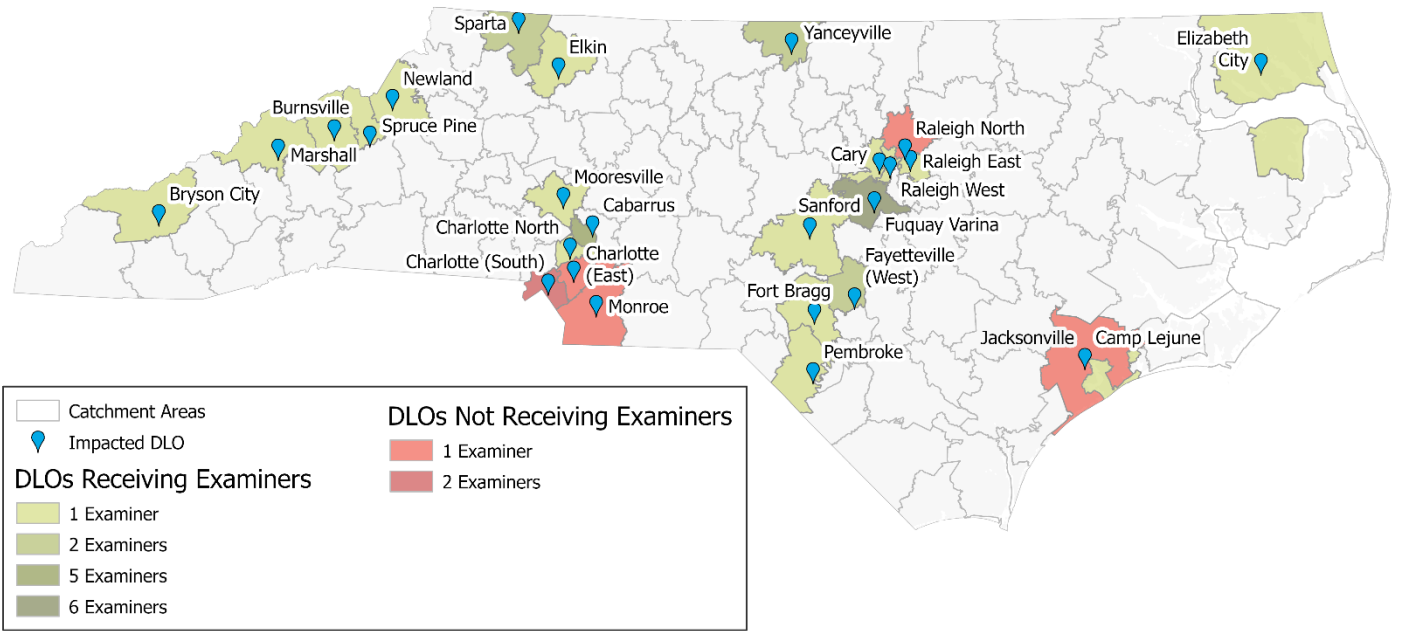 Sparta
Yanceyville
Elizabeth
City
Elkin
Newland
Burnsville
Spruce Pine
Marshall
Raleigh North
Cary
Raleigh East
Raleigh West
Bryson City
Mooresville
Cabarrus
Sanford
Fuquay Varina
Charlotte North
Charlotte
(East)
Charlotte (South)
Fayetteville
(West)
Fort Bragg
Monroe
Jacksonville
Camp Lejune
Pembroke
Catchment Areas
Impacted DLO
DLOs Receiving Examiners
1 Examiner
2 Examiners
5 Examiners
6 Examiners
DLOs Not Receiving Examiners
1 Examiner
2 Examiners